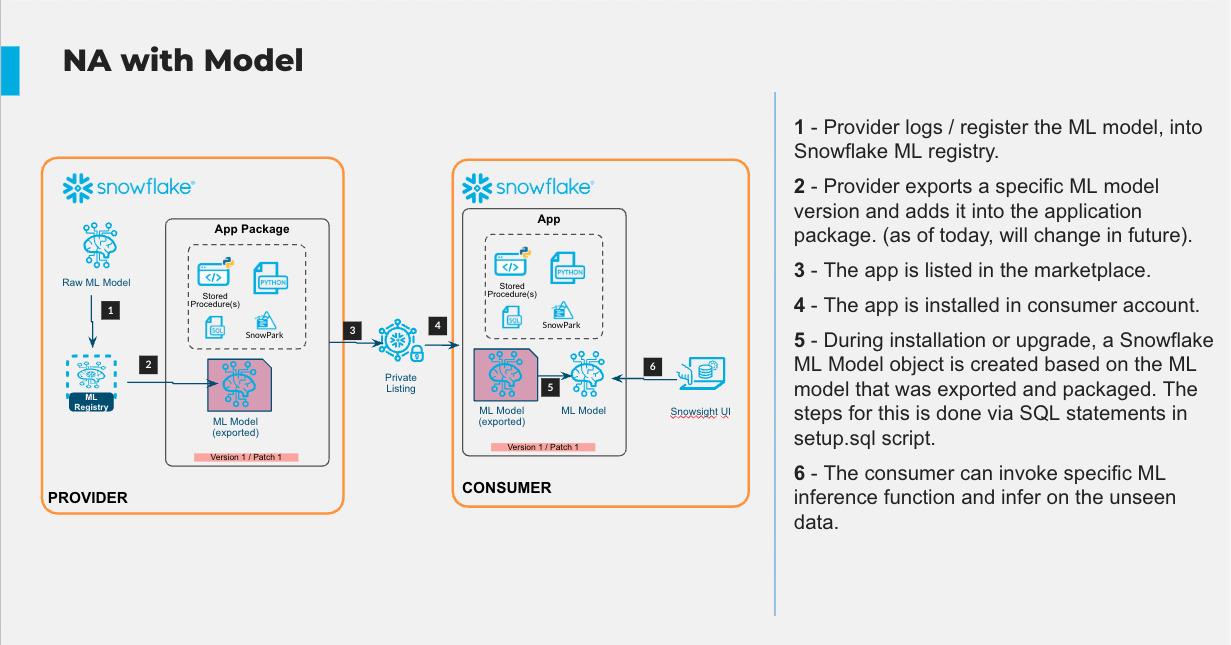 NA with Model
snowflake®
Raw ML Model
1
ML
Registry
2
App Package
Stored
Procedure(s)
PYTHON
SQL
SnowPark
ML Model
(exported)
Version 1 / Patch 1
PROVIDER
3
Private
Listing
4
snowflake®
App
Stored
Procedure(s)
PYTHON
SQL
SnowPark
ML Model
(exported)
5
ML Model
Version 1 / Patch 1
6
Snowsight UI
CONSUMER
1 - Provider logs / register the ML model, into
Snowflake ML registry.
2 - Provider exports a specific ML model
version and adds it into the application
package. (as of today, will change in future).
3 - The app is listed in the marketplace.
4 - The app is installed in consumer account.
5 - During installation or upgrade, a Snowflake
ML Model object is created based on the ML
model that was exported and packaged. The
steps for this is done via SQL statements in
setup.sql script.
6 - The consumer can invoke specific ML
inference function and infer on the unseen
data.